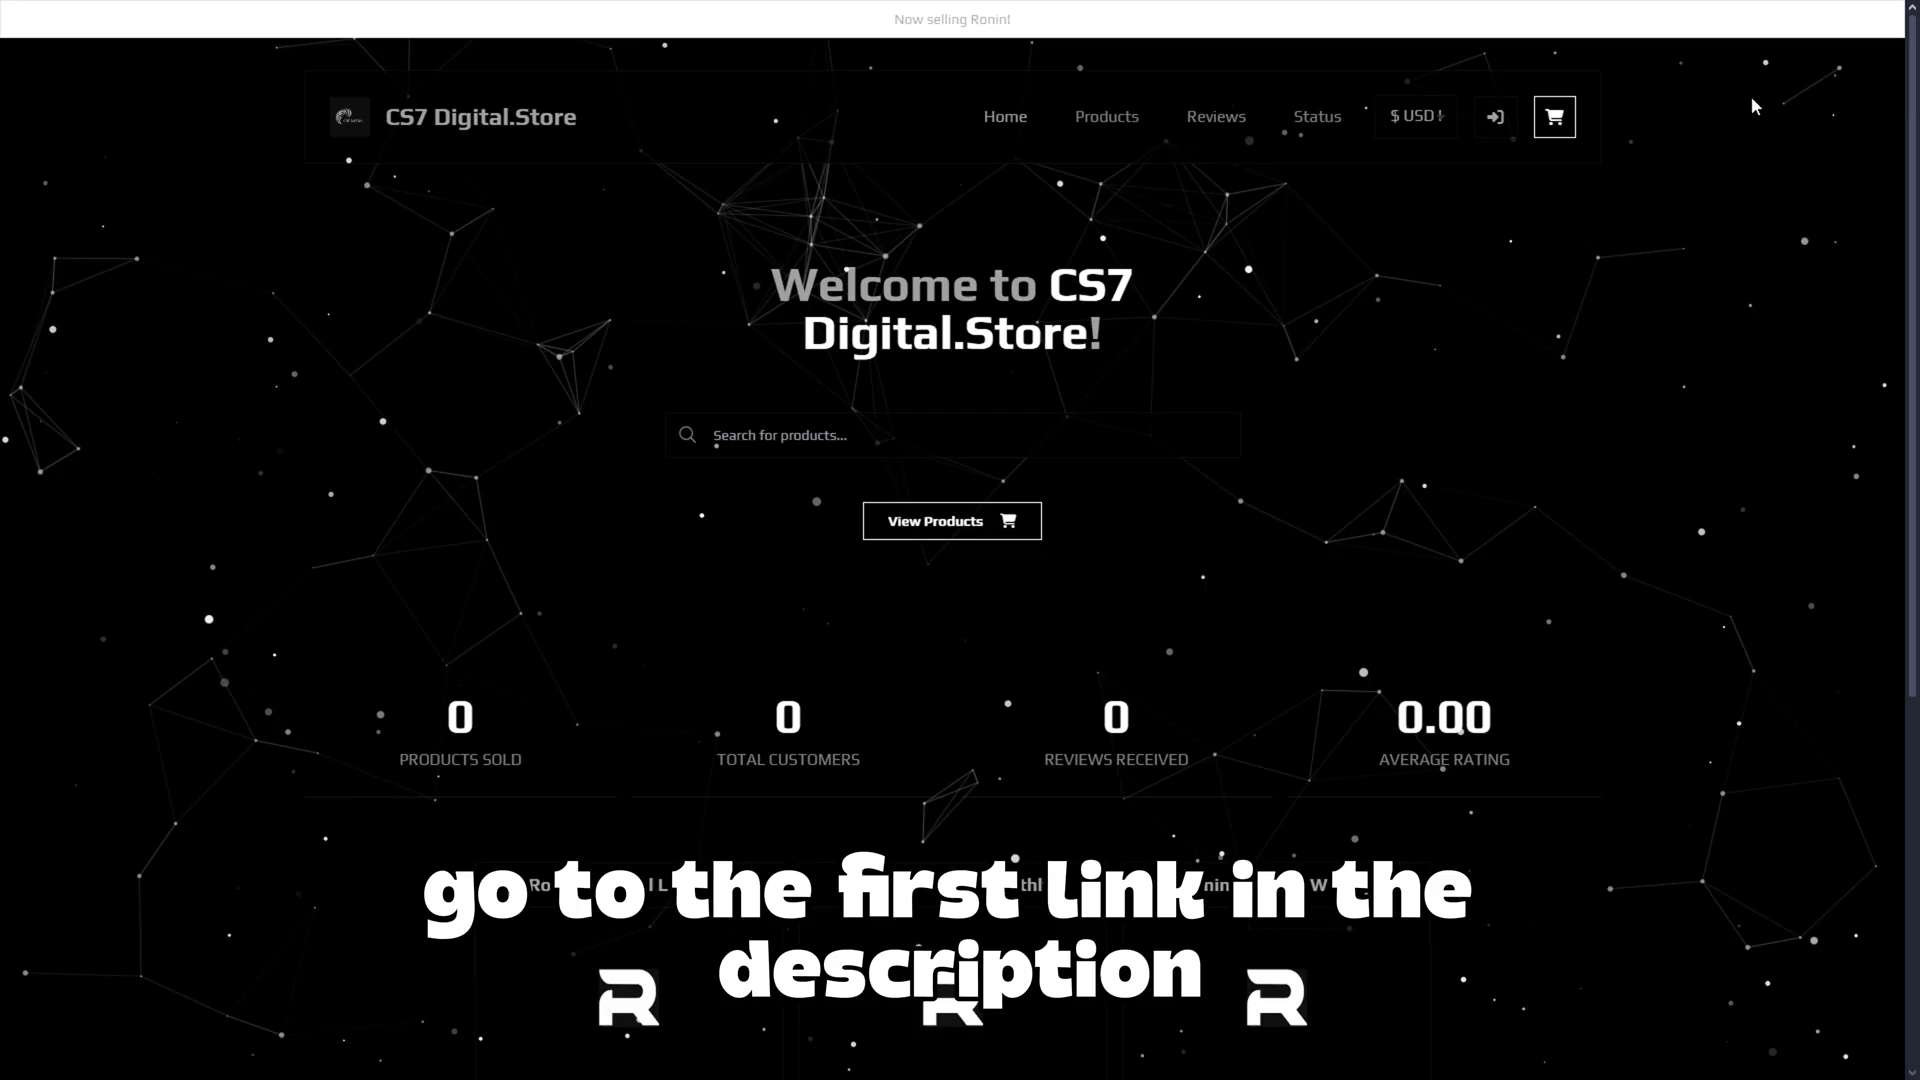 Now selling Ronin!
CS7 Digital.Store
Home
Products
Reviews
Status
$ USD
Welcome to CS7
Digital.Store!
Search for products...
View Products
0
0
0
0.00
PRODUCTS SOLD
TOTAL CUSTOMERS
REVIEWS RECEIVED
AVERAGE RATING
go to the first link in the
description